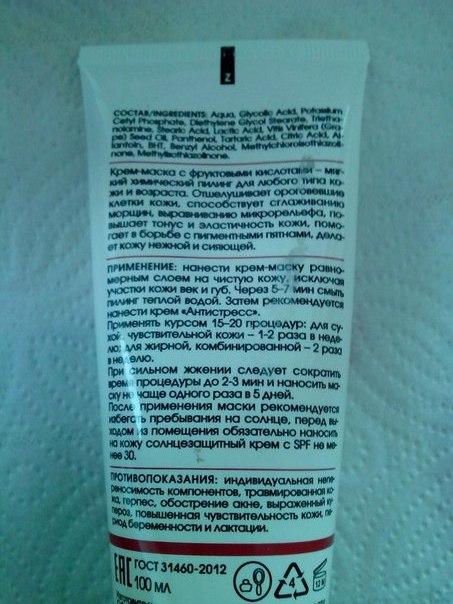 СОСТАВ/INGREDIENTS: Aqua, Glycolic Acid, Potassium
Cetyl Phosphate, Diethylene Glycol Stearate, Trietha-
nolamine, Stearic Acid, Lactic Acid, Vitis Vinifera (Gra-
pe) Seed Oil, Panthenol, Tartaric Acid, Citric Acid, Al-
lantoin, BHT, Benzyl Alcohol, Methylchloroisothiazoli-
none, Methylisothiazolinone.
Крем-маска с фруктовыми кислотами – мяг-
кий химический пилинг для любого типа ко-
жи и возраста. Отшелушивает ороговевшие
клетки кожи, способствует сглаживанию
морщин, выравниванию микрорельефа, по-
вышает тонус и эластичность кожи, помо-
гает в борьбе с пигментными пятнами, дела-
ет кожу нежной и сияющей.
ПРИМЕНЕНИЕ: нанести крем-маску равно-
мерным слоем на чистую кожу, исключая
участки кожи век и губ. Через 5–7 мин смыть
пилинг теплой водой. Затем рекомендуется
нанести крем «Антистресс».
Применять курсом 15–20 процедур: для су-
хой, чувствительной кожи – 1-2 раза в неде-
лю; для жирной, комбинированной – 2 раза
в неделю.
При сильном жжении следует сократить
время процедуры до 2-3 мин и наносить ма-
ску не чаще одного раза в 5 дней.
После применения маски рекомендуется
избегать пребывания на солнце, перед вы-
ходом из помещения обязательно наносить
на кожу солнцезащитный крем с SPF не ме-
нее 30.
ПРОТИВОПОКАЗАНИЯ: индивидуальная непе-
реносимость компонентов, травмированная ко-
жа, герпес, обострение акне, выраженный ку-
пероз, повышенная чувствительность кожи, пе-
риод беременности и лактации.
EAC ГОСТ 31460-2012
100 МЛ
4
12 M